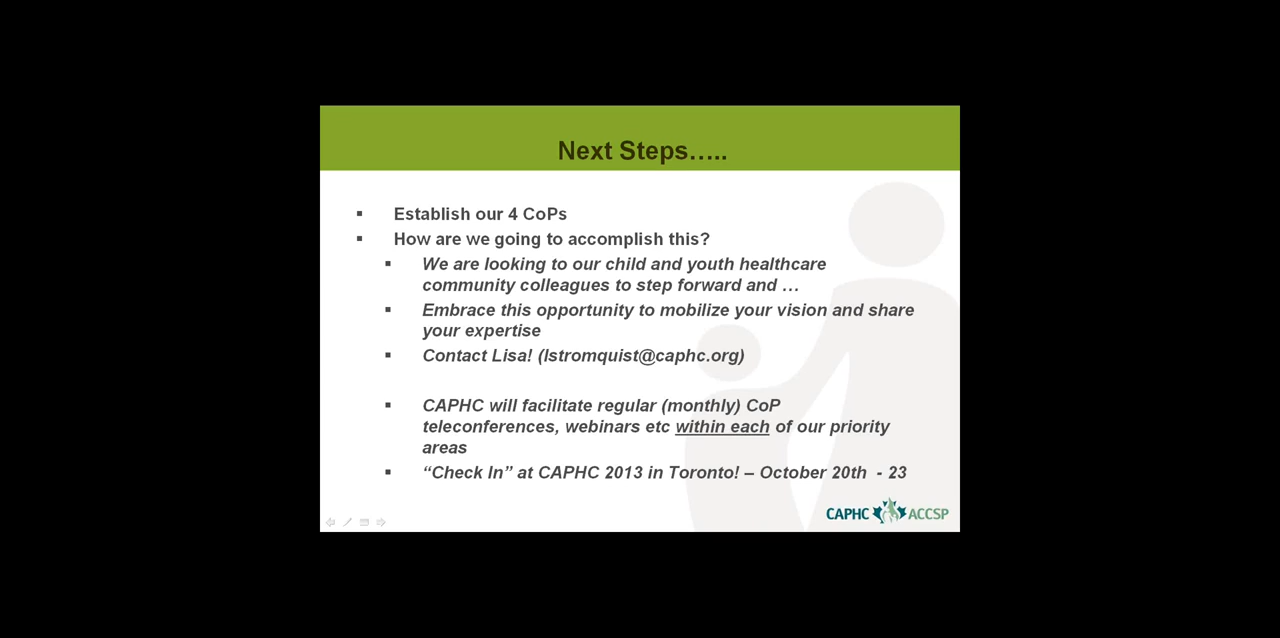 Next Steps…..
▪ Establish our 4 CoPs
▪ How are we going to accomplish this?
▪ We are looking to our child and youth healthcare
community colleagues to step forward and …
▪ Embrace this opportunity to mobilize your vision and share
your expertise
▪ Contact Lisa! (lstromquist@caphc.org)
▪ CAPHC will facilitate regular (monthly) CoP
teleconferences, webinars etc within each of our priority
areas
▪ “Check In” at CAPHC 2013 in Toronto! – October 20th - 23
CAPHC ACCSP